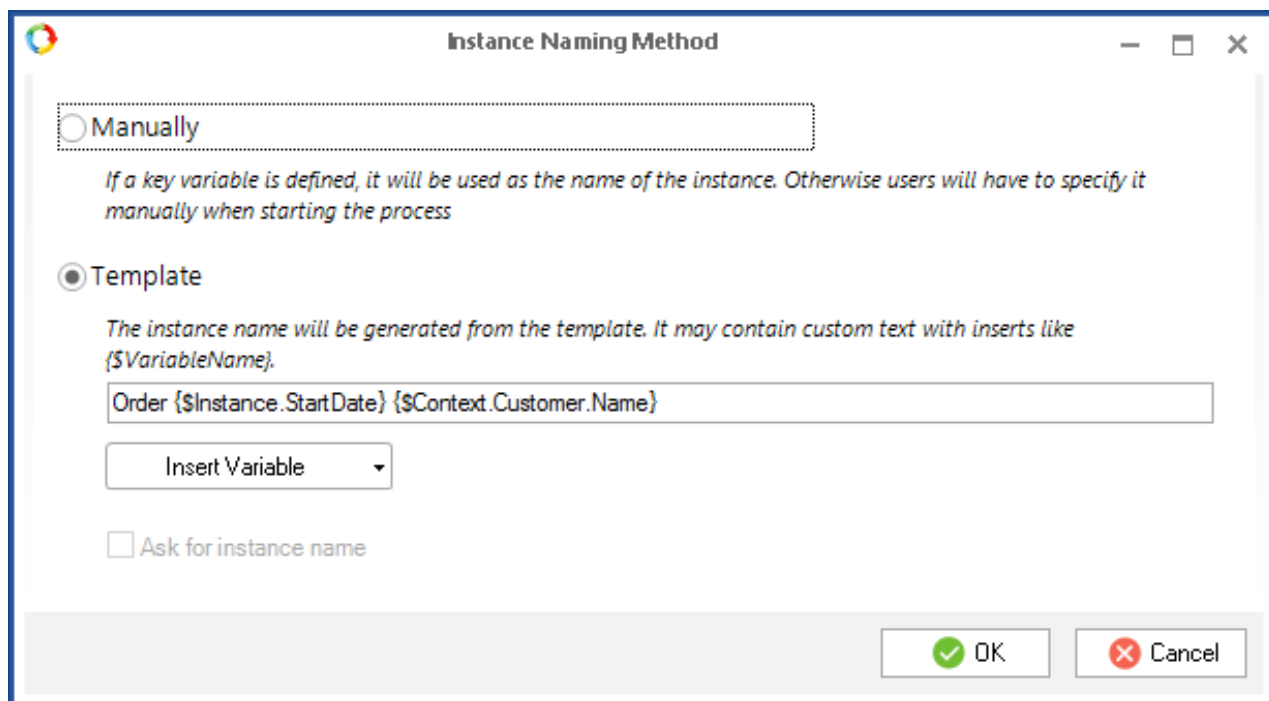 Instance Naming Method
Manually
If a key variable is defined, it will be used as the name of the instance. Otherwise users will have to specify it
manually when starting the process
Template
The instance name will be generated from the template. It may contain custom text with inserts like
{$VariableName}.
Order {$Instance.StartDate} {$Context.Customer.Name}
Insert Variable
Ask for instance name
OK Cancel